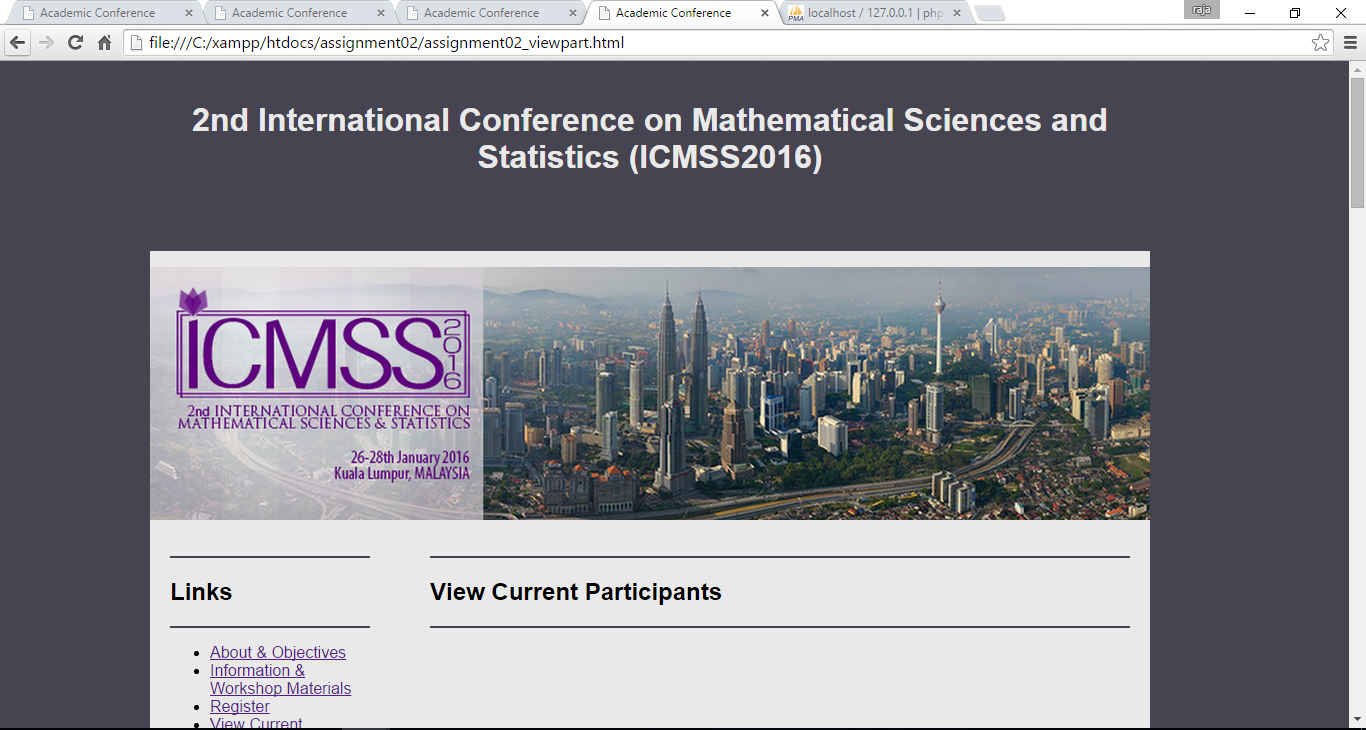 Academic Conference
Academic Conference
Academic Conference
Academic Conference
localhost / 127.0.0.1 | php
raja
file:///C:/xampp/htdocs/assignment02/assignment02_viewpart.html
2nd International Conference on Mathematical Sciences and
Statistics (ICMSS2016)
ICMSS
2016
2nd INTERNATIONAL CONFERENCE ON
MATHEMATICAL SCIENCES & STATISTICS
26-28th January 2016
Kuala Lumpur, MALAYSIA
Links
About & Objectives
Information &
Workshop Materials
Register
View Current
View Current Participants